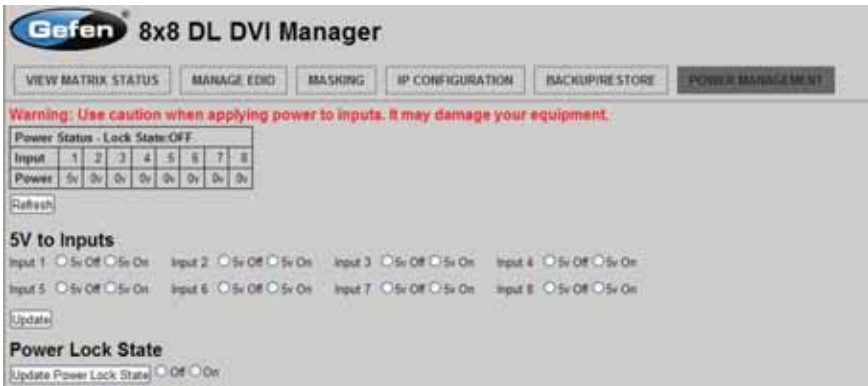 Gefen 8x8 DL DVI Manager
VIEW MATRIX STATUS MANAGE EDID MASKING IP CONFIGURATION BACKUP/RESTORE POWER MANAGEMENT
Warning: Use caution when applying power to inputs. It may damage your equipment.
Power Status - Lock State:OFF
Input 1 2 3 4 5 6 7 8
Power 5v 0v 0v 0v 0v 0v 0v 0v
Refresh
5V to Inputs
Input 1 5v Off 5v On Input 2 5v Off 5v On Input 3 5v Off 5v On Input 4 5v Off 5v On
Input 5 5v Off 5v On Input 6 5v Off 5v On Input 7 5v Off 5v On Input 8 5v Off 5v On
Update
Power Lock State
Update Power Lock State Off On